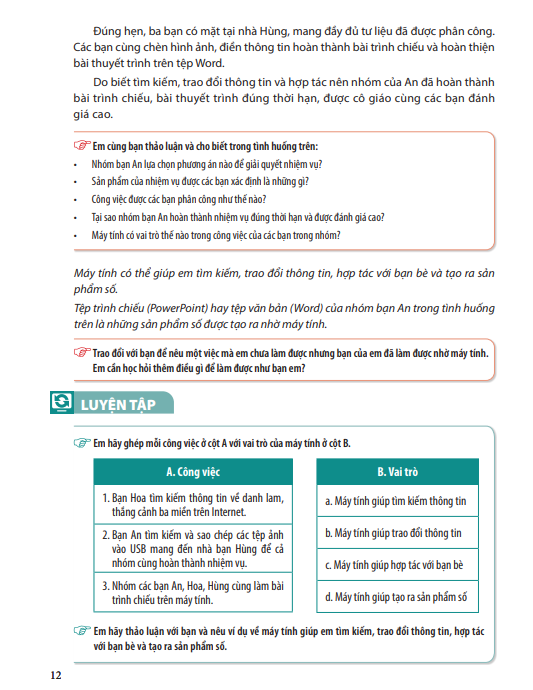 Đúng hẹn, ba bạn có mặt tại nhà Hùng, mang đầy đủ tư liệu đã được phân công.
Các bạn cùng chèn hình ảnh, điền thông tin hoàn thành bài trình chiếu và hoàn thiện
bài thuyết trình trên tệp Word.
Do biết tìm kiếm, trao đổi thông tin và hợp tác nên nhóm của An đã hoàn thành
bài trình chiếu, bài thuyết trình đúng thời hạn, được cô giáo cùng các bạn đánh
giá cao.
Em cùng bạn thảo luận và cho biết trong tình huống trên:
• Nhóm bạn An lựa chọn phương án nào để giải quyết nhiệm vụ?
• Sản phẩm của nhiệm vụ được các bạn xác định là những gì?
• Công việc được các bạn phân công như thế nào?
• Tại sao nhóm bạn An hoàn thành nhiệm vụ đúng thời hạn và được đánh giá cao?
• Máy tính có vai trò thế nào trong công việc của các bạn trong nhóm?
Máy tính có thể giúp em tìm kiếm, trao đổi thông tin, hợp tác với bạn bè và tạo ra sản
phẩm số.
Tệp trình chiếu (PowerPoint) hay tệp văn bản (Word) của nhóm bạn An trong tình huống
trên là những sản phẩm số được tạo ra nhờ máy tính.
Trao đổi với bạn để nêu một việc mà em chưa làm được nhưng bạn của em đã làm được nhờ máy tính.
Em cần học hỏi thêm điều gì để làm được như bạn em?
LUYỆN TẬP
Em hãy ghép mỗi công việc ở cột A với vai trò của máy tính ở cột B.
A. Công việc
1. Bạn Hoa tìm kiếm thông tin về danh lam,
thắng cảnh ba miền trên Internet.
2. Bạn An tìm kiếm và sao chép các tệp ảnh
vào USB mang đến nhà bạn Hùng để cả
nhóm cùng hoàn thành nhiệm vụ.
3. Nhóm các bạn An, Hoa, Hùng cùng làm bài
trình chiếu trên máy tính.
B. Vai trò
a. Máy tính giúp tìm kiếm thông tin
b. Máy tính giúp trao đổi thông tin
c. Máy tính giúp hợp tác với bạn bè
d. Máy tính giúp tạo ra sản phẩm số
Em hãy thảo luận với bạn và nêu ví dụ về máy tính giúp em tìm kiếm, trao đổi thông tin, hợp tác
với bạn bè và tạo ra sản phẩm số.
12